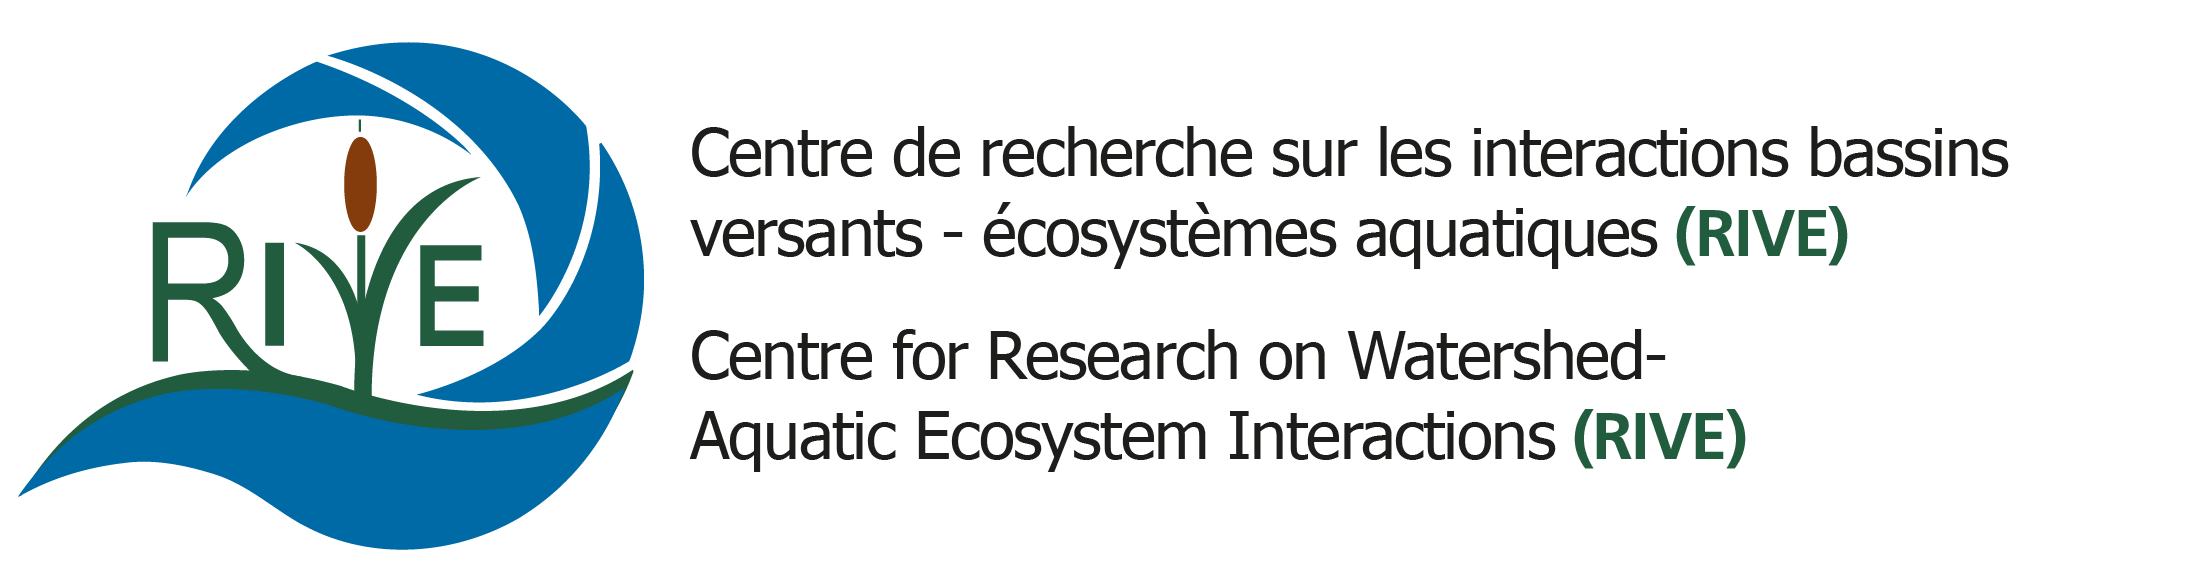 RIVE
Centre de recherche sur les interactions bassins
versants - écosystèmes aquatiques (RIVE)
Centre for Research on Watershed-
Aquatic Ecosystem Interactions (RIVE)